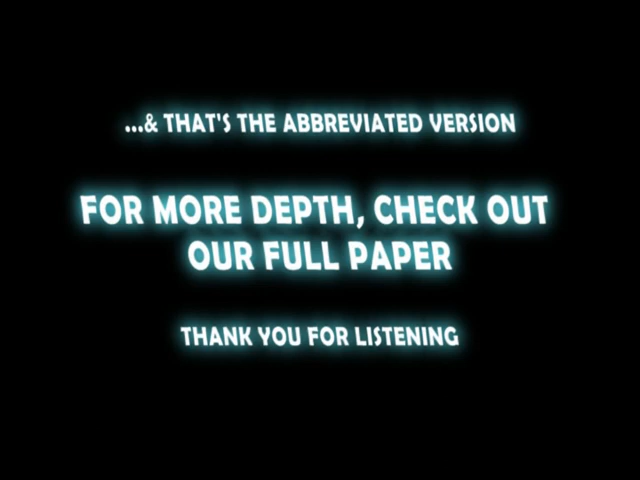 ...& THAT'S THE ABBREVIATED VERSION
FOR MORE DEPTH, CHECK OUT
OUR FULL PAPER
THANK YOU FOR LISTENING